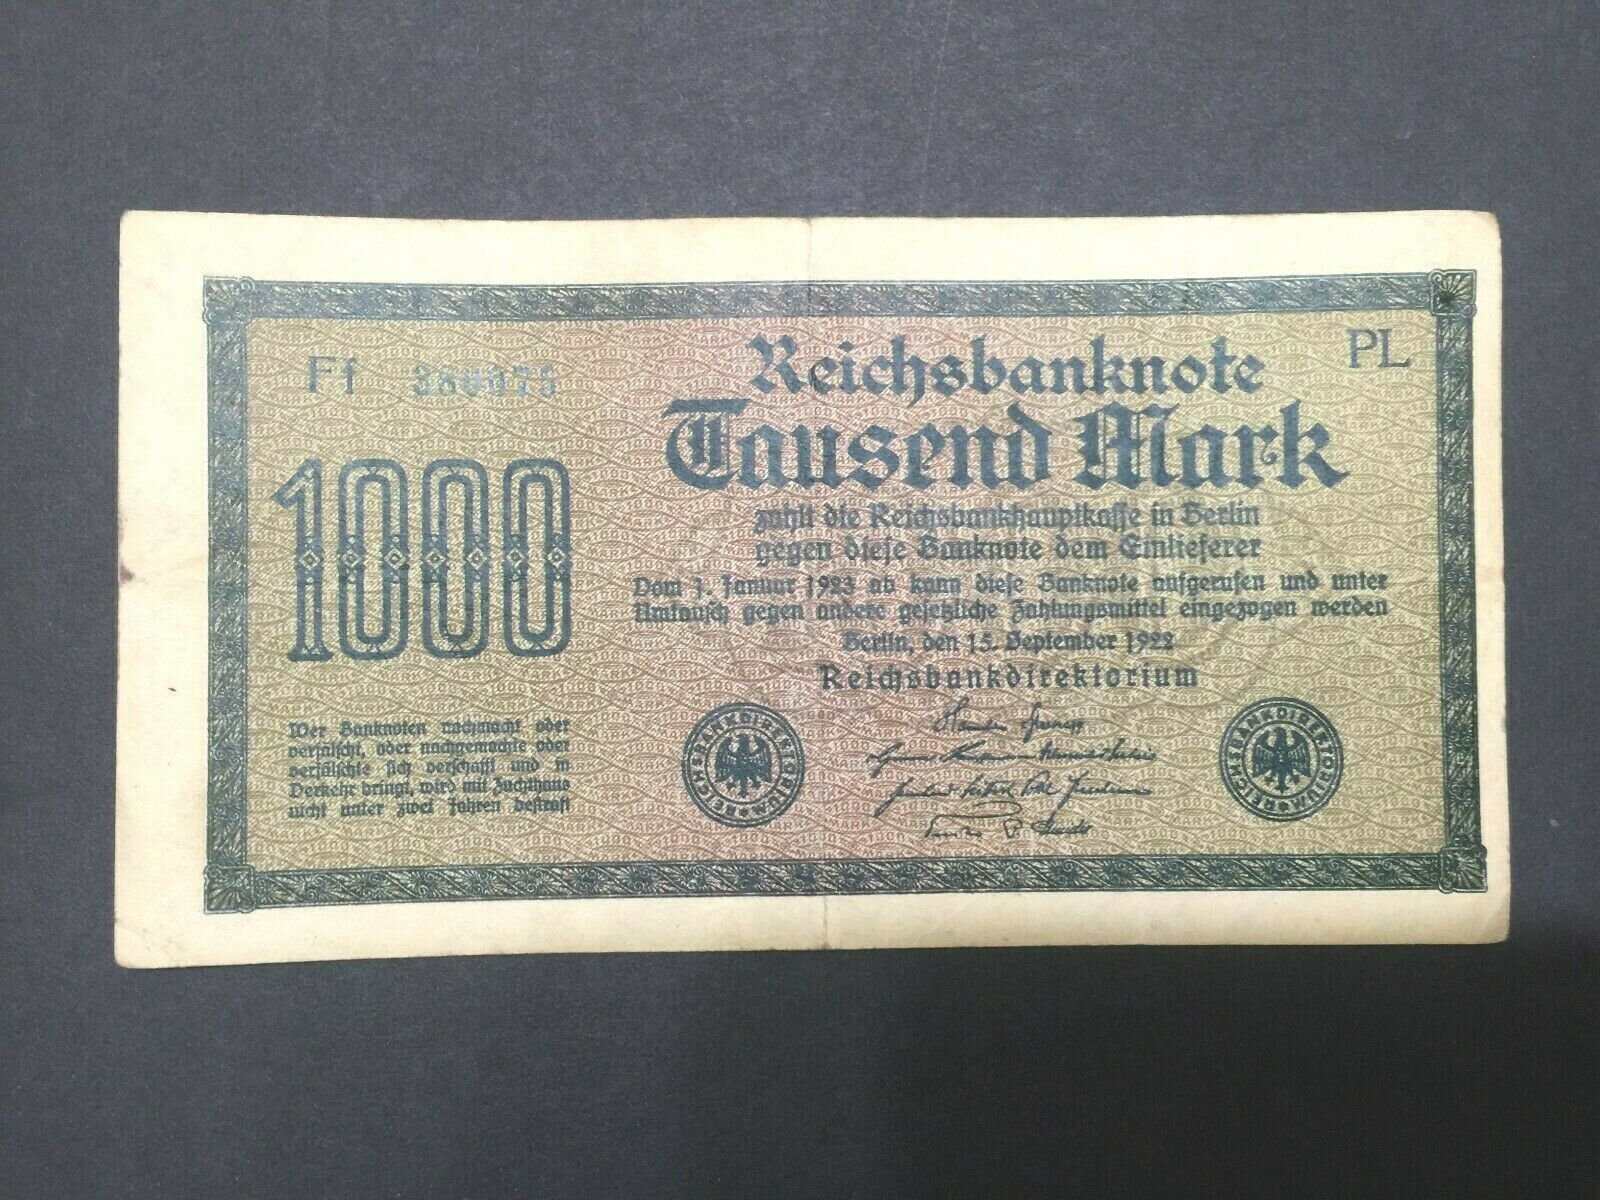 Ff 380075
PL
Reichsbanknote
Tausend Mark
1000
zahlt die Reichsbankhauptkasse in Berlin
gegen diese Banknote dem Einlieferer
Vom 1. Januar 1923 ab kann diese Banknote aufgerufen und unter
Umtausch gegen andere gesetzliche Zahlungsmittel eingezogen werden
Berlin, den 15. September 1922
Reichsbankdirektorium
Wer Banknoten nachmacht oder
verfälscht, oder nachgemachte oder
verfälschte sich verschafft und in
Verkehr bringt, wird mit Zuchthaus
nicht unter zwei Jahren bestraft
REICHSBANKDIREKTORIUM
REICHSBANKDIREKTORIUM